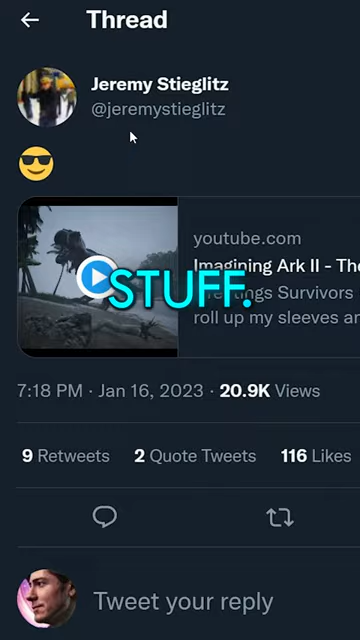 Thread
Jeremy Stieglitz
@jeremystieglitz
youtube.com
Imagining Ark II - The
STUFF.
Survivors
roll up my sleeves an
7:18 PM · Jan 16, 2023 · 20.9K Views
9 Retweets 2 Quote Tweets 116 Likes
Tweet your reply